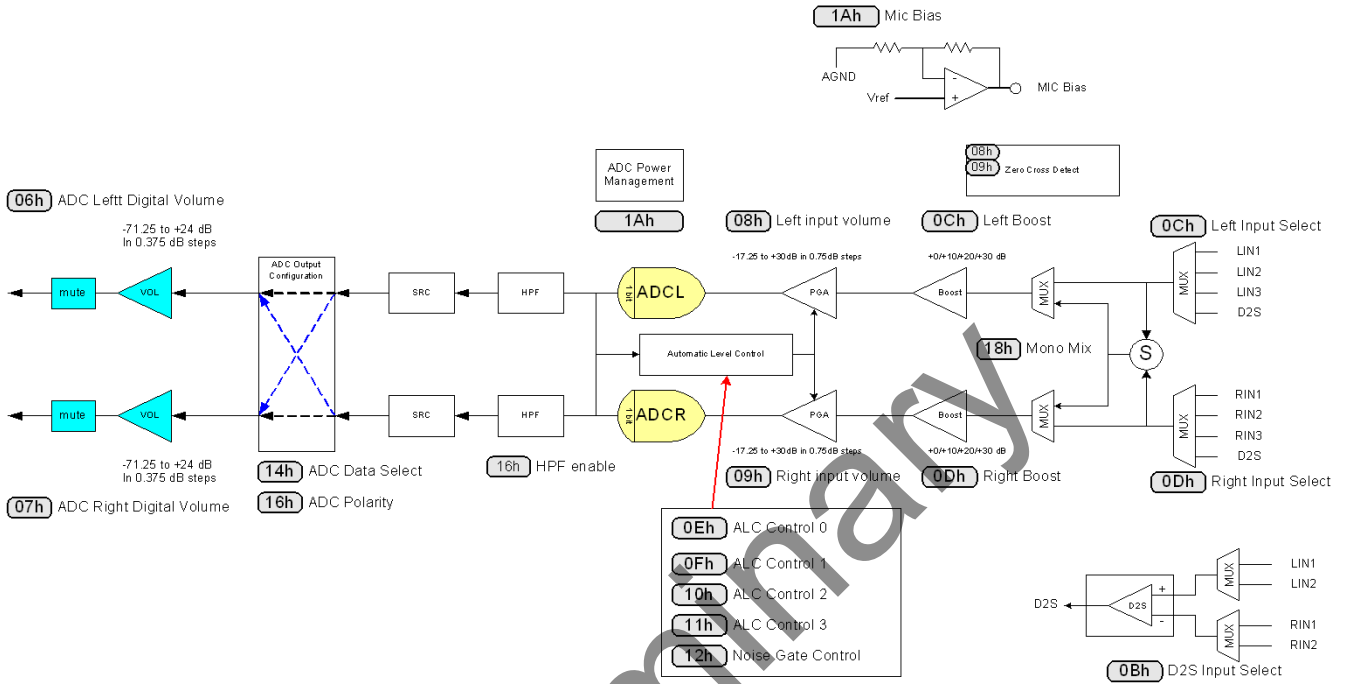 1Ah Mic Bias
AGND
-
MIC Bias
Vref
+
ADC Power
Management
08h
09h Zero Cross Detect
06h ADC Leftt Digital Volume
1Ah
08h Left input volume
0Ch Left Boost
0Ch Left Input Select
-71.25 to +24 dB
In 0.375 dB steps
-17.25 to +30dB in 0.75dB steps
+0/+10/+20/+30 dB
LIN1
LIN2
LIN3
D2S
ADC Output
Configuration
mute
VOL
SRC
HPF
1 bit
ADCL
PGA
Boost
MUX
MUX
Automatic Level Control
18h Mono Mix
S
mute
VOL
SRC
HPF
1 bit
ADCR
PGA
Boost
MUX
MUX
RIN1
RIN2
RIN3
D2S
-71.25 to +24 dB
In 0.375 dB steps
-17.25 to +30dB in 0.75dB steps
+0/+10/+20/+30 dB
14h ADC Data Select
16h HPF enable
09h Right input volume
0Dh Right Boost
0Dh Right Input Select
07h ADC Right Digital Volume
16h ADC Polarity
0Eh ALC Control 0
0Fh ALC Control 1
10h ALC Control 2
11h ALC Control 3
12h Noise Gate Control
MUX
LIN1
LIN2
D2S
D2S
+
-
MUX
RIN1
RIN2
0Bh D2S Input Select
minary